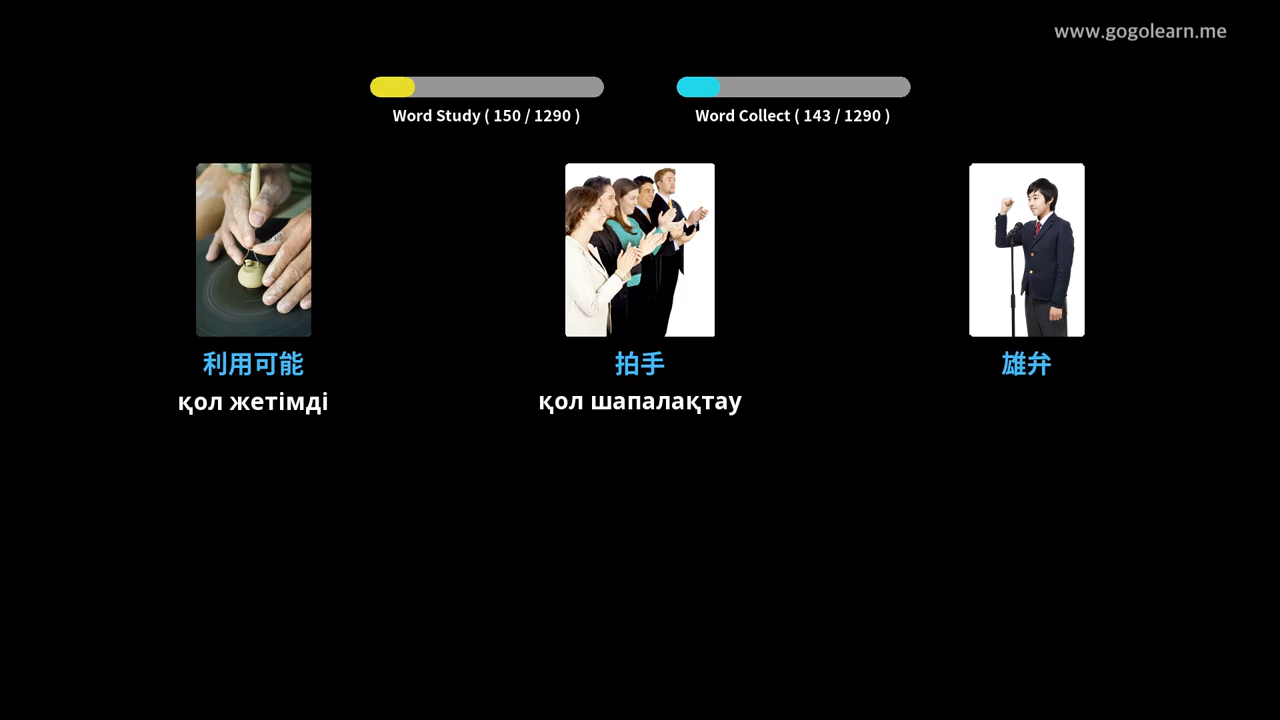 www.gogolearn.me
Word Study ( 150 / 1290 )
Word Collect ( 143 / 1290 )
利用可能
қол жетімді
拍手
қол шапалақтау
雄弁